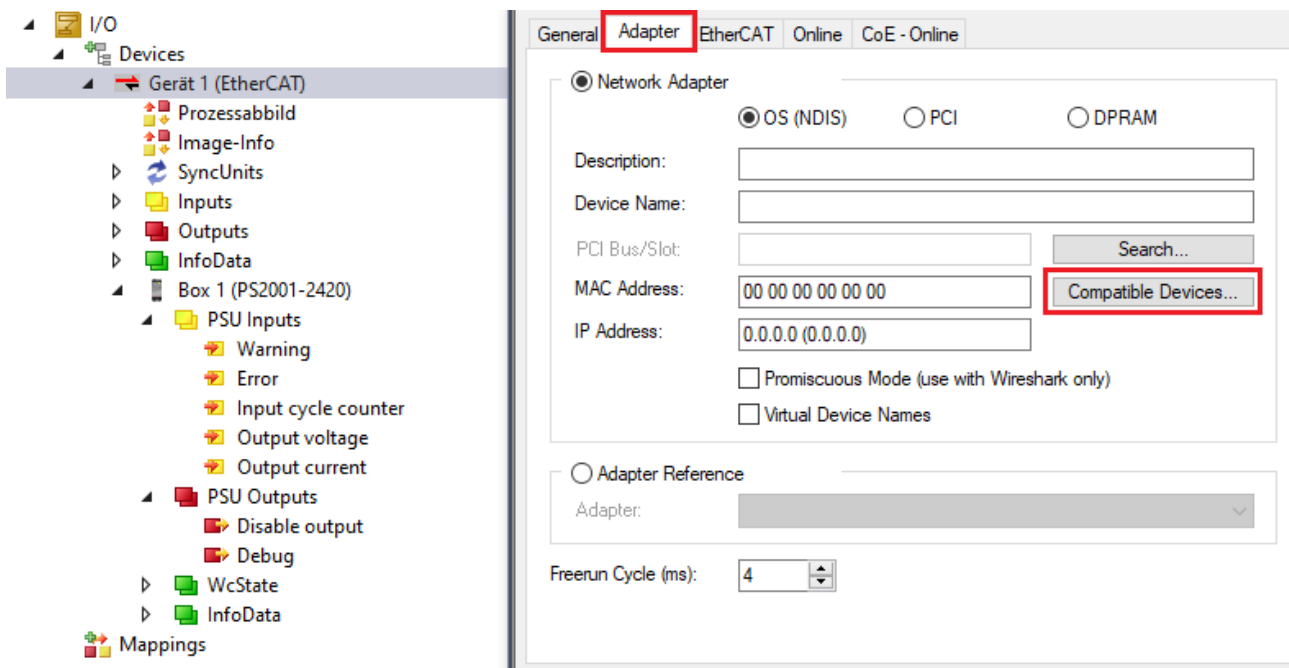 I/O
Devices
Gerät 1 (EtherCAT)
Prozessabbild
Image-Info
SyncUnits
Inputs
Outputs
InfoData
Box 1 (PS2001-2420)
PSU Inputs
Warning
Error
Input cycle counter
Output voltage
Output current
PSU Outputs
Disable output
Debug
WcState
InfoData
Mappings
General Adapter EtherCAT Online CoE - Online
Network Adapter
OS (NDIS) PCI DPRAM
Description:
Device Name:
PCI Bus/Slot: Search...
MAC Address: 00 00 00 00 00 00 Compatible Devices...
IP Address: 0.0.0.0 (0.0.0.0)
Promiscuous Mode (use with Wireshark only)
Virtual Device Names
Adapter Reference
Adapter:
Freerun Cycle (ms): 4